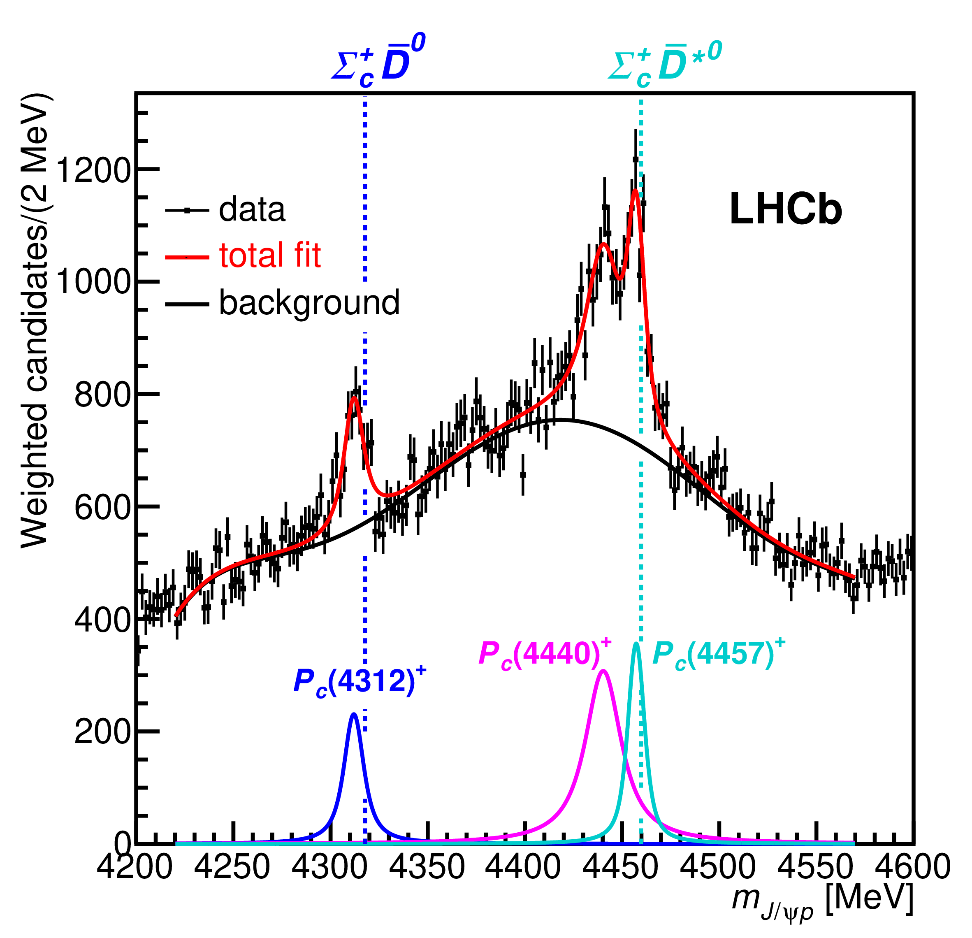 Σc+ D̄0 Σc+ D̄*0
Weighted candidates/(2 MeV)
1200
1000
800
600
400
200
0
LHCb
data
total fit
background
Pc(4312)+
Pc(4440)+
Pc(4457)+
4200 4250 4300 4350 4400 4450 4500 4550 4600
mJ/ψp [MeV]